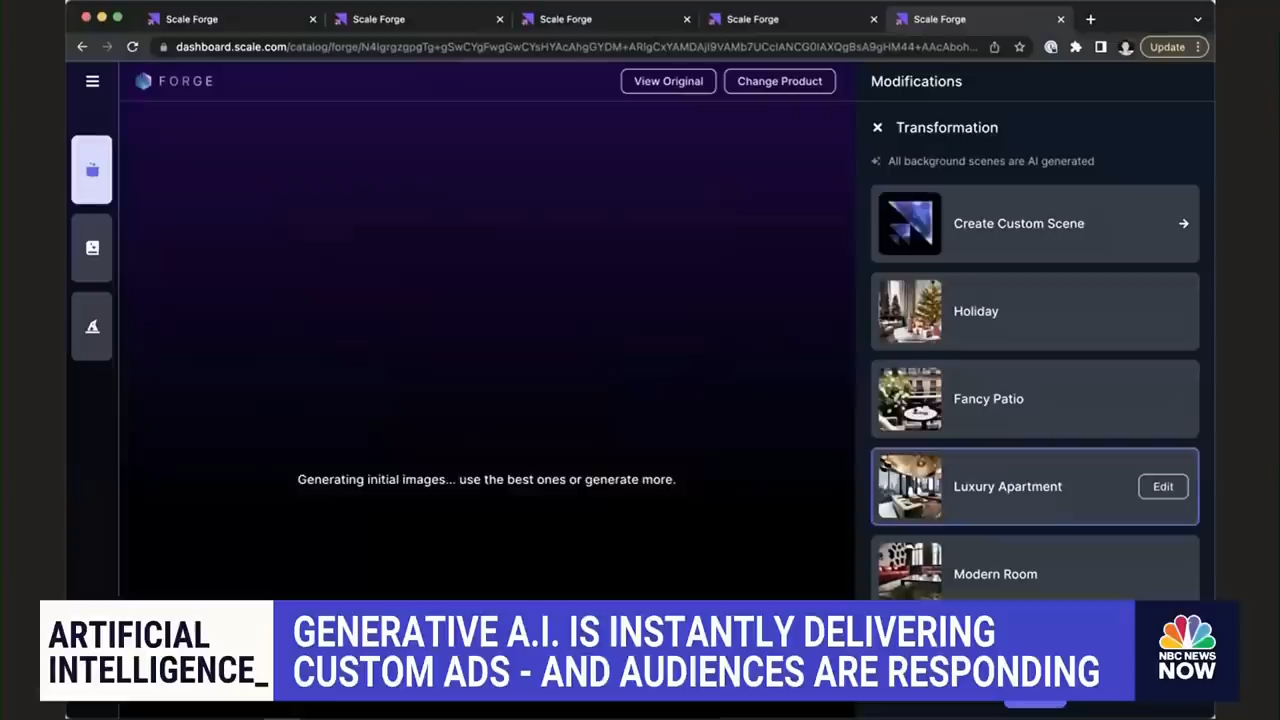 Scale Forge
Scale Forge
Scale Forge
Scale Forge
Scale Forge
Update
FORGE
View Original
Change Product
Modifications
Transformation
All background scenes are AI generated
Create Custom Scene
Holiday
Fancy Patio
Generating initial images... use the best ones or generate more.
Luxury Apartment
Edit
Modern Room
ARTIFICIAL
INTELLIGENCE_
GENERATIVE A.I. IS INSTANTLY DELIVERING
CUSTOM ADS - AND AUDIENCES ARE RESPONDING
NBC NEWS
NOW